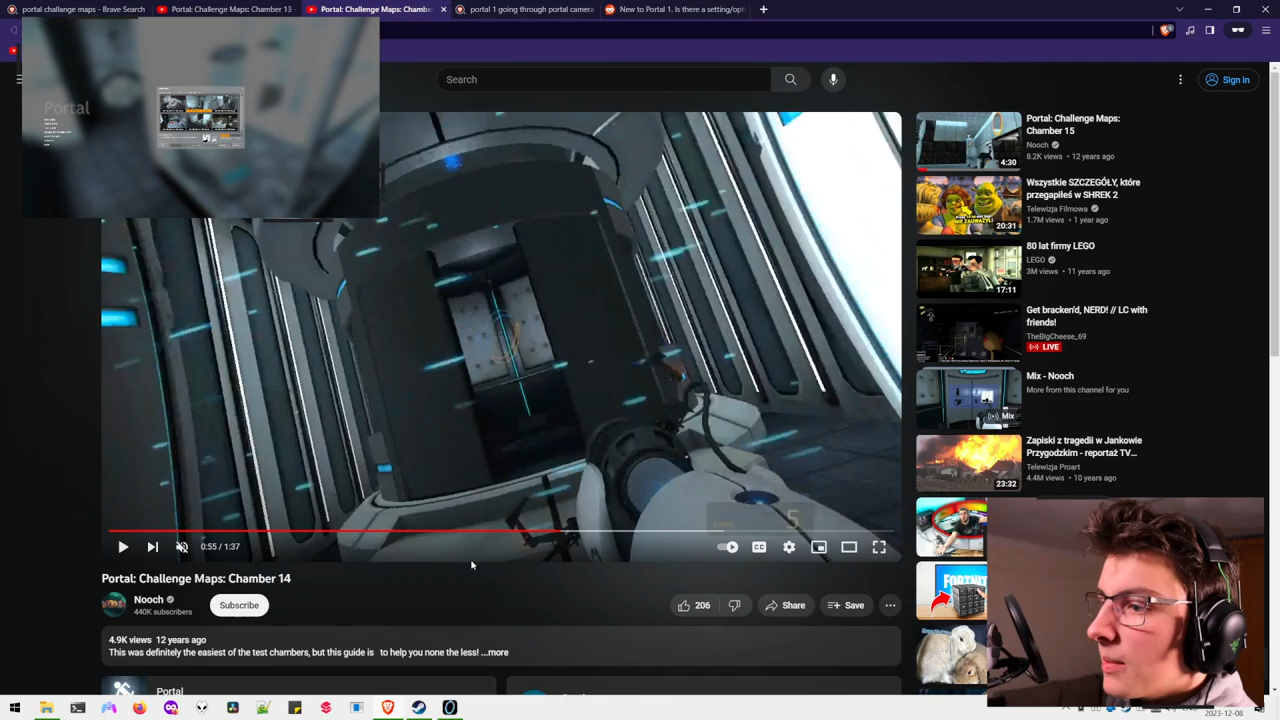 portal challenge maps - Brave Search
Portal: Challenge Maps: Chamber 13 -
Portal: Challenge Maps: Chamb
portal 1 going through portal camera
New to Portal 1. Is there a setting/opti
Search
Sign in
Portal
5
0:55 / 1:37
CC
Portal: Challenge Maps: Chamber 14
Nooch
440K subscribers
Subscribe
206
Share
Save
4.9K views 12 years ago
This was definitely the easiest of the test chambers, but this guide is to help you none the less! ...more
Portal
Portal: Challenge Maps:
Chamber 15
Nooch
8.2K views • 12 years ago
4:30
Wszystkie SZCZEGÓŁY, które
przegapiłeś w SHREK 2
Telewizja Filmowa
1.7M views • 1 year ago
20:31
80 lat firmy LEGO
LEGO
3M views • 11 years ago
17:11
Get bracken'd, NERD! // LC with
friends!
TheBigCheese_69
LIVE
Mix - Nooch
More from this channel for you
Mix
Zapiski z tragedii w Jankowie
Przygodzkim - reportaż TV...
Telewizja Proart
4.4M views • 10 years ago
23:32
FORTNI
2023-12-08